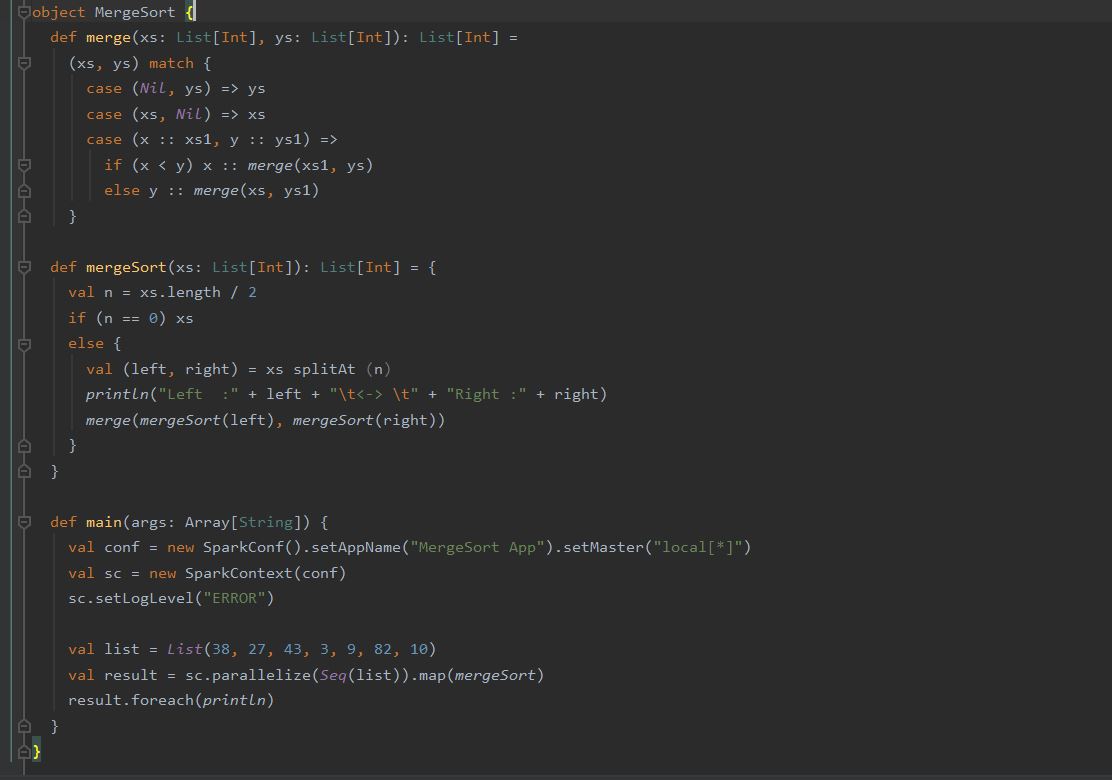 object MergeSort {
  def merge(xs: List[Int], ys: List[Int]): List[Int] =
    (xs, ys) match {
      case (Nil, ys) => ys
      case (xs, Nil) => xs
      case (x :: xs1, y :: ys1) =>
        if (x < y) x :: merge(xs1, ys)
        else y :: merge(xs, ys1)
    }

  def mergeSort(xs: List[Int]): List[Int] = {
    val n = xs.length / 2
    if (n == 0) xs
    else {
      val (left, right) = xs splitAt (n)
      println("Left  :" + left + "\t<-> \t" + "Right :" + right)
      merge(mergeSort(left), mergeSort(right))
    }
  }

  def main(args: Array[String]) {
    val conf = new SparkConf().setAppName("MergeSort App").setMaster("local[*]")
    val sc = new SparkContext(conf)
    sc.setLogLevel("ERROR")

    val list = List(38, 27, 43, 3, 9, 82, 10)
    val result = sc.parallelize(Seq(list)).map(mergeSort)
    result.foreach(println)
  }
}